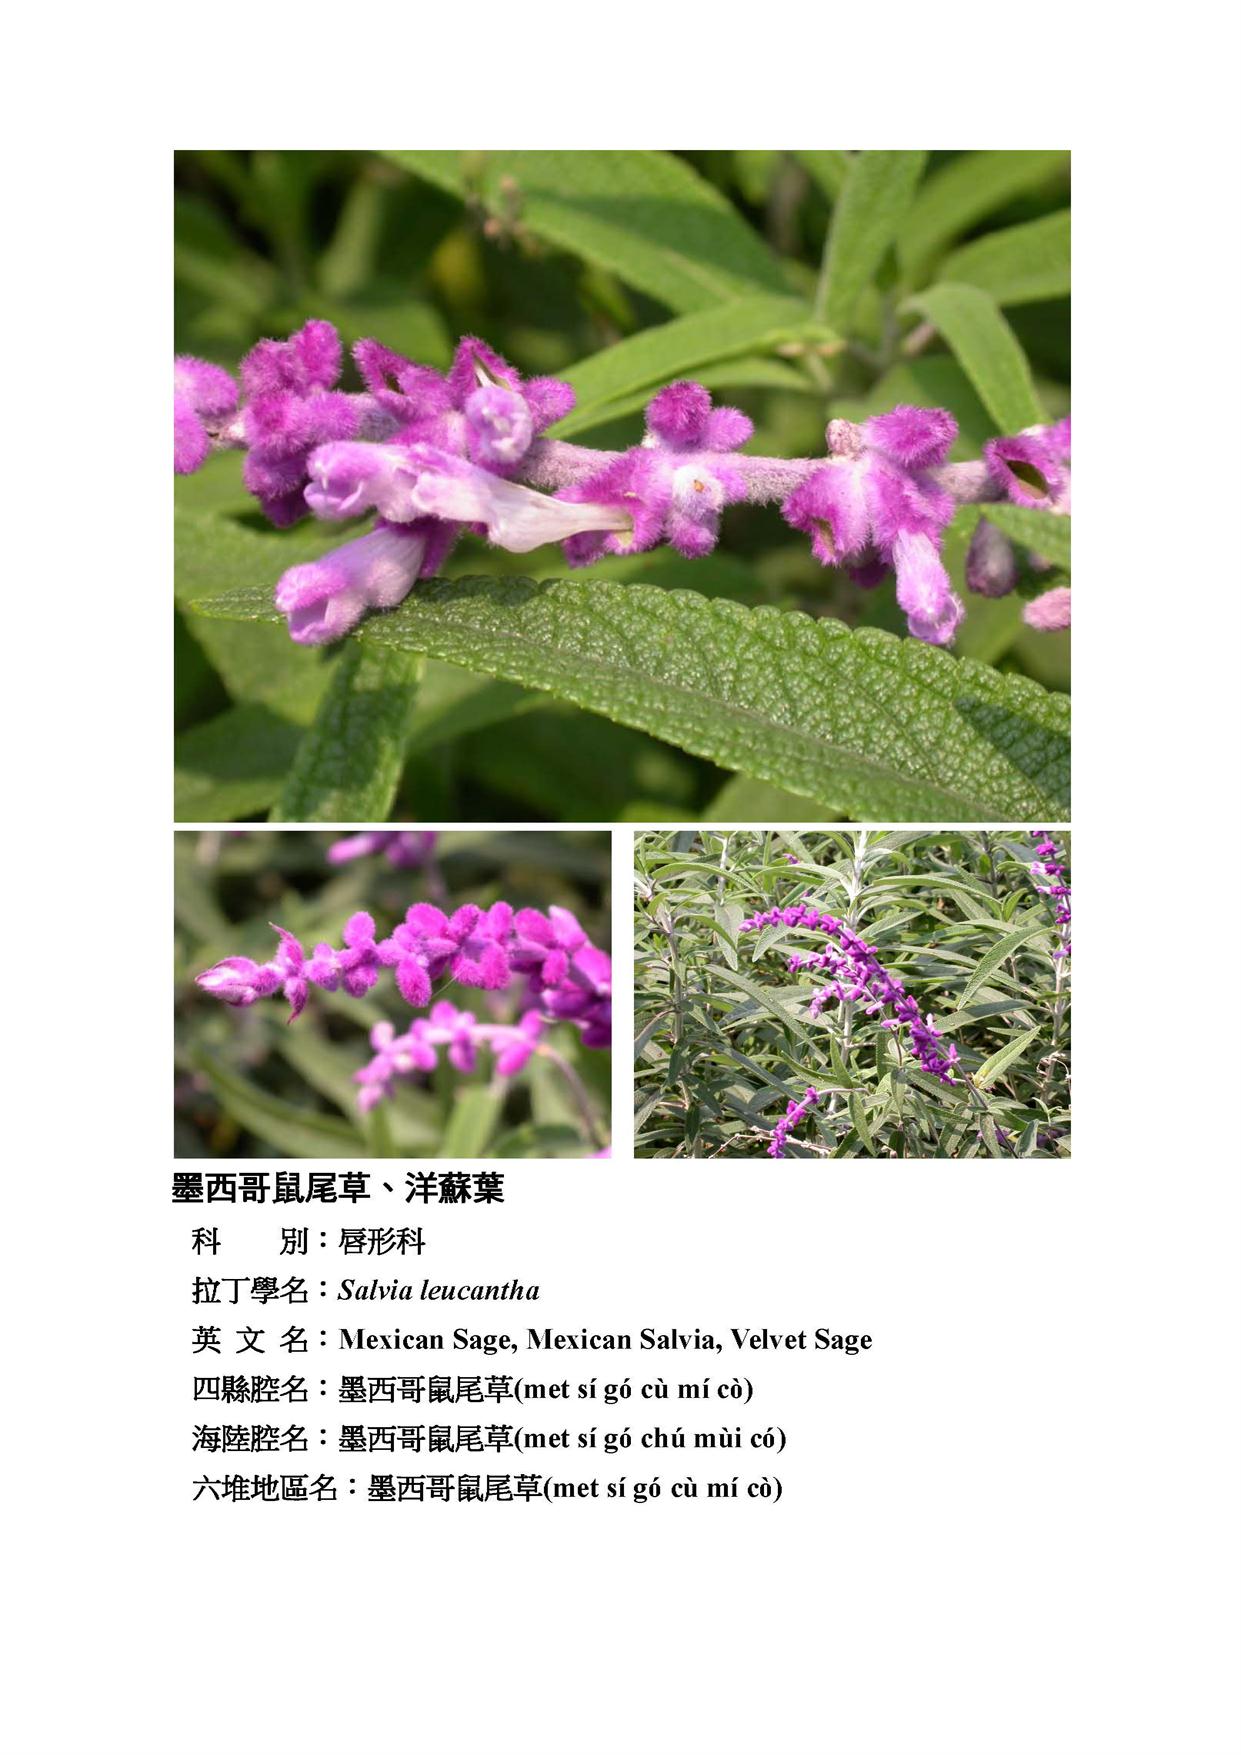 墨西哥鼠尾草、洋蘇葉
科　　別：唇形科
拉丁學名：Salvia leucantha
英 文 名：Mexican Sage, Mexican Salvia, Velvet Sage
四縣腔名：墨西哥鼠尾草(met sí gó cù mí cò)
海陸腔名：墨西哥鼠尾草(met sí gó chú mùi có)
六堆地區名：墨西哥鼠尾草(met sí gó cù mí cò)